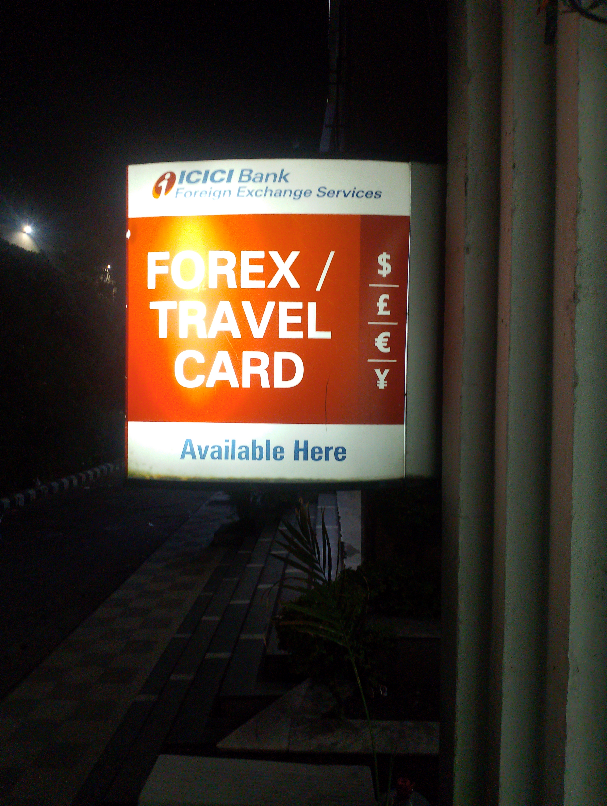 ICICI Bank
Foreign Exchange Services
FOREX /
TRAVEL
CARD
$
£
€
¥
Available Here